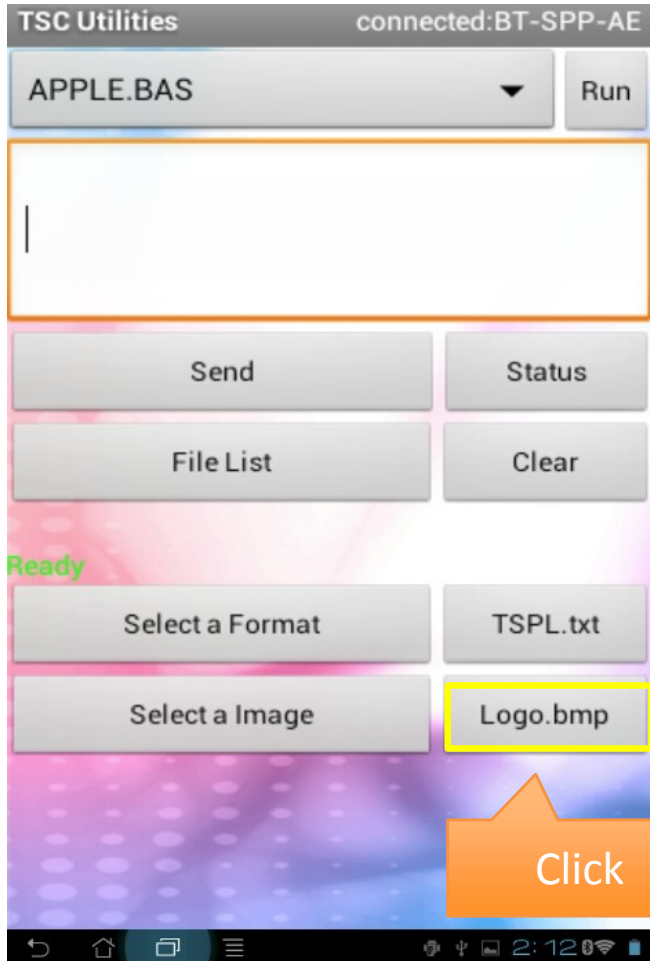 TSC Utilities connected:BT-SPP-AE
APPLE.BAS Run
Send Status
File List Clear
Ready
Select a Format TSPL.txt
Select a Image Logo.bmp
Click
2:12